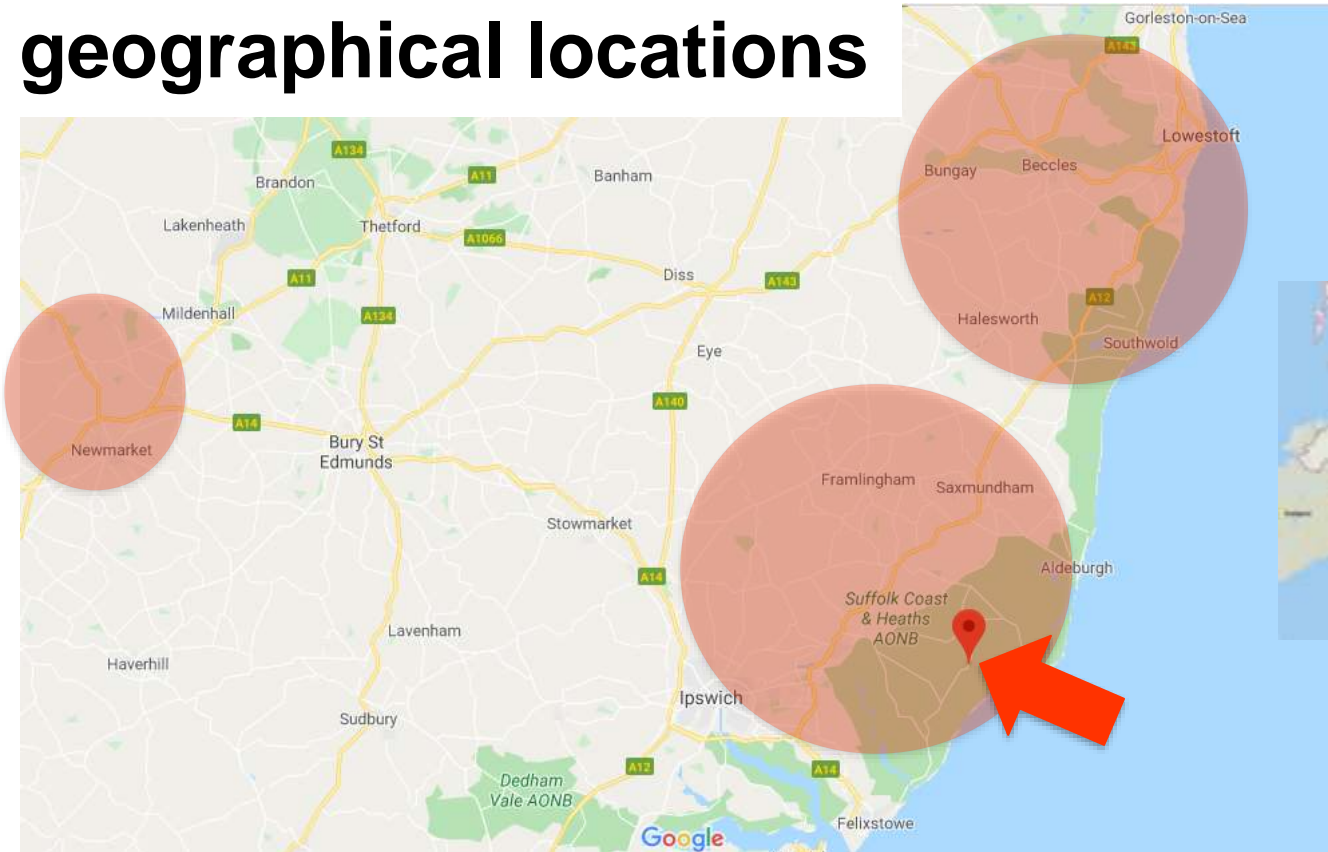 geographical locations
Gorleston-on-Sea
A143
Lowestoft
A134
Bungay
Beccles
A11
Banham
Brandon
Lakenheath
Thetford
A1066
A11
Diss
A143
A12
Mildenhall
A134
Halesworth
Southwold
Eye
A140
A14
Newmarket
Bury St
Edmunds
Framlingham
Saxmundham
Stowmarket
A14
Aldeburgh
Suffolk Coast
& Heaths
AONB
Lavenham
Haverhill
Ipswich
Sudbury
A12
A14
Dedham
Vale AONB
Felixstowe
Google